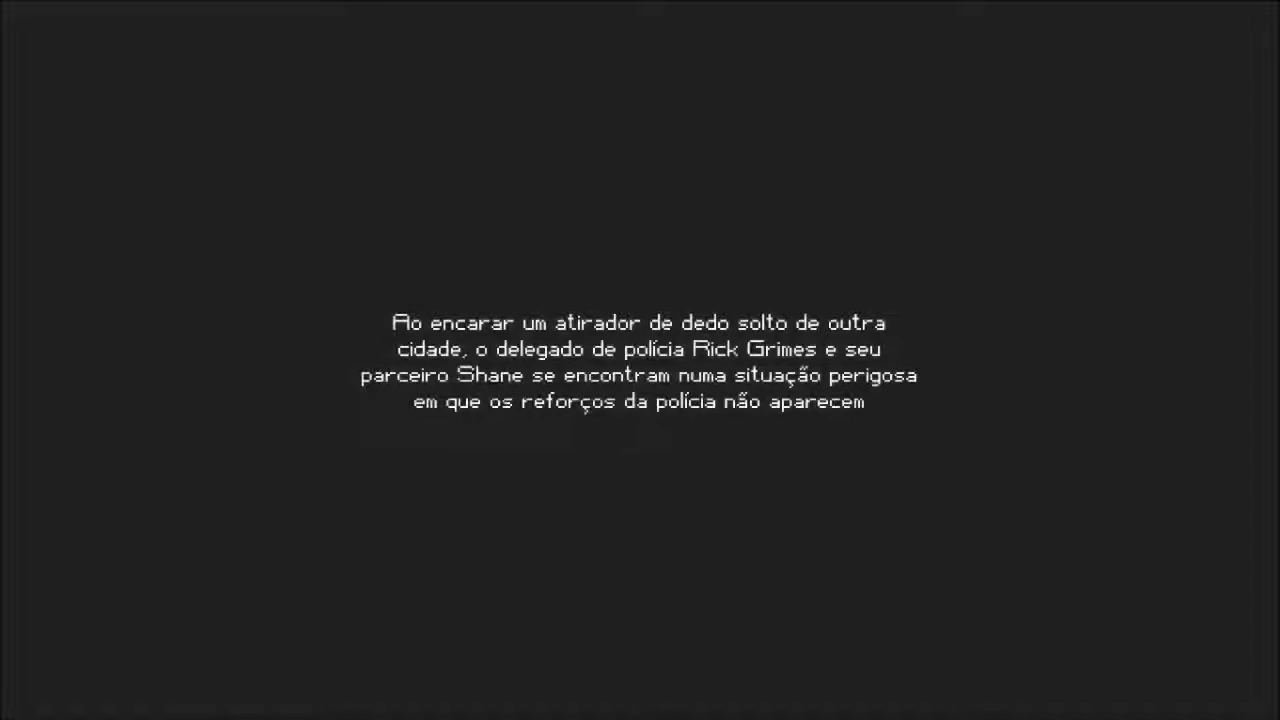 Ao encarar um atirador de dedo solto de outra
cidade, o delegado de polícia Rick Grimes e seu
parceiro Shane se encontram numa situação perigosa
em que os reforços da polícia não aparecem